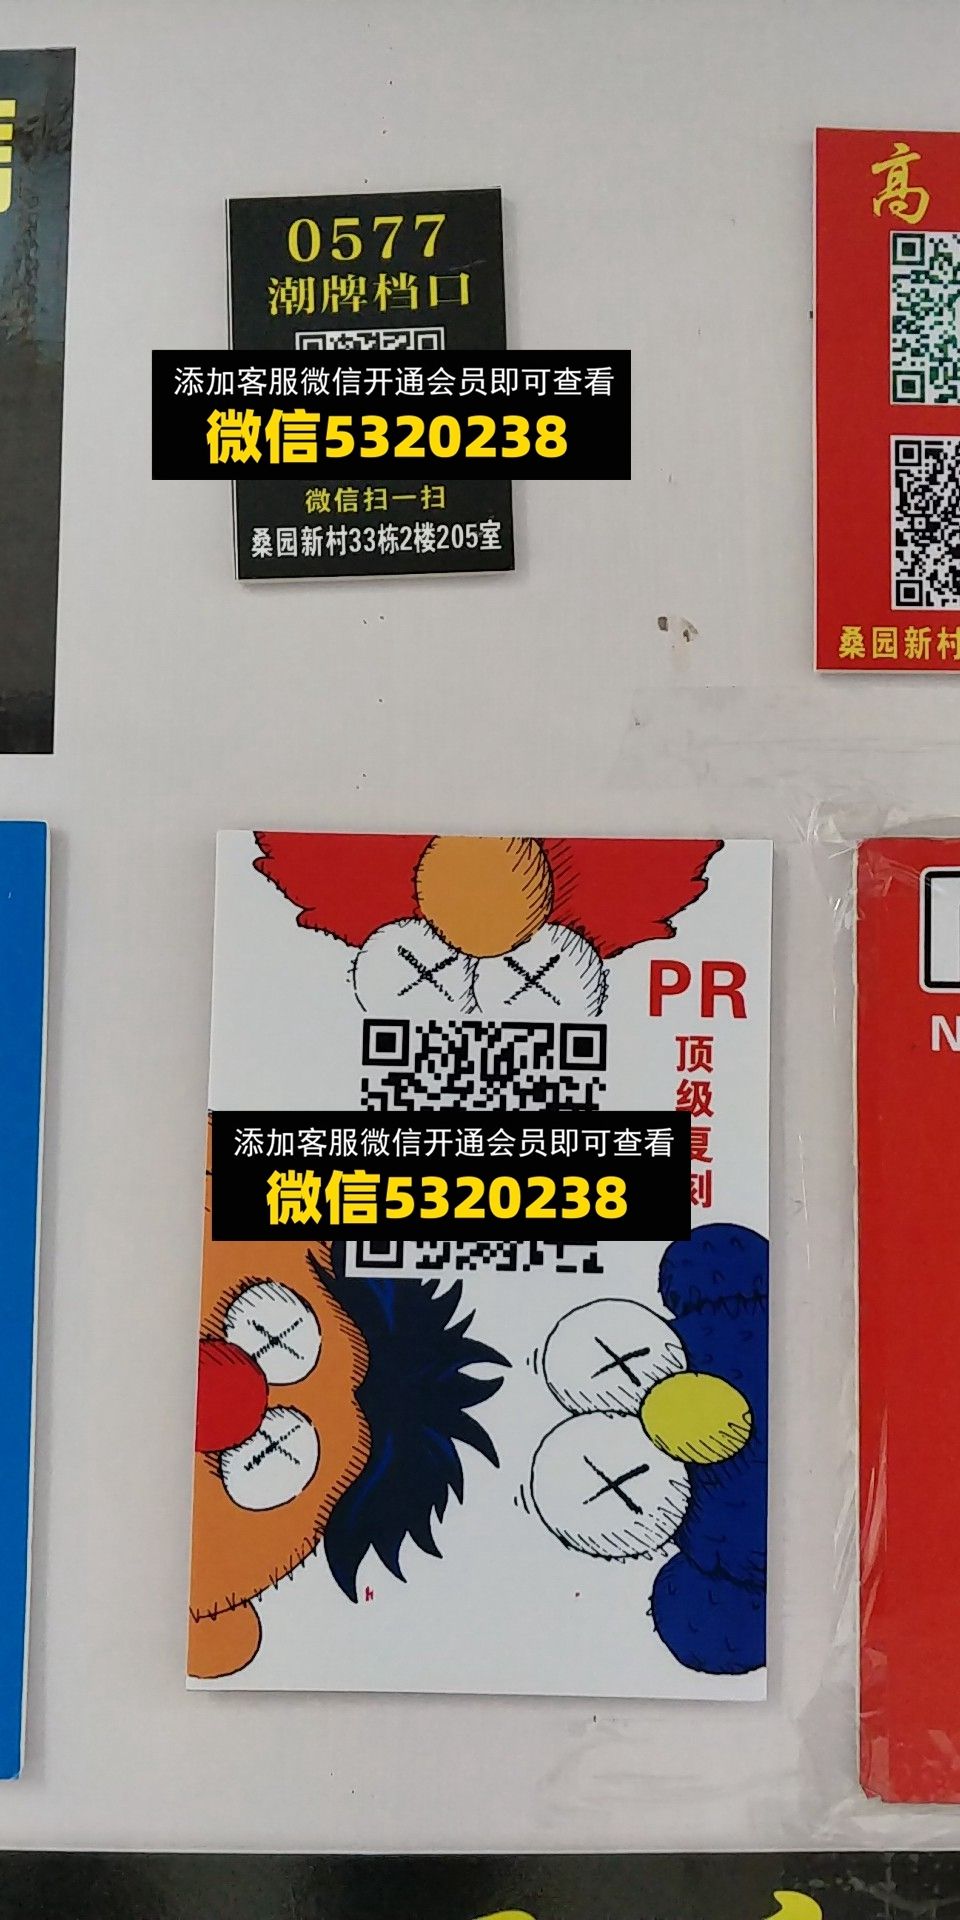 0577
潮牌档口
添加客服微信开通会员即可查看
微信5320238
微信扫一扫
桑园新村33栋2楼205室
高
桑园新村
PR
顶
级
复
刻
添加客服微信开通会员即可查看
微信5320238
N